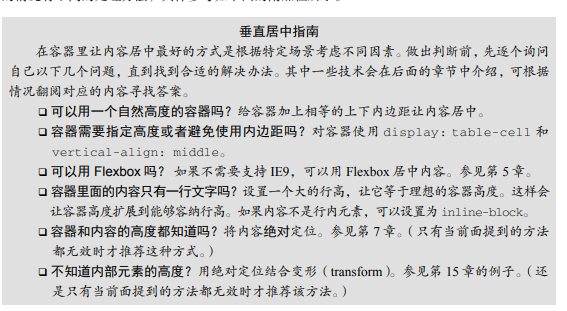 垂直居中指南
在容器里让内容居中最好的方式是根据特定场景考虑不同因素。做出判断前，先逐个询问
自己以下几个问题，直到找到合适的解决办法。其中一些技术会在后面的章节中介绍，可根据
情况翻阅对应的内容寻找答案。
❑ 可以用一个自然高度的容器吗？给容器加上相等的上下内边距让内容居中。
❑ 容器需要指定高度或者避免使用内边距吗？对容器使用 display: table-cell 和
vertical-align: middle。
❑ 可以用 Flexbox 吗？ 如果不需要支持 IE9，可以用 Flexbox 居中内容。参见第 5 章。
❑ 容器里面的内容只有一行文字吗？设置一个大的行高，让它等于理想的容器高度。这样会
让容器高度扩展到能够容纳行高。如果内容不是行内元素，可以设置为 inline-block。
❑ 容器和内容的高度都知道吗？将内容绝对定位。参见第 7 章。（只有当前面提到的方法
都无效时才推荐这种方式。）
❑ 不知道内部元素的高度？用绝对定位结合变形（transform）。参见第 15 章的例子。（还
是只有当前面提到的方法都无效时才推荐该方法。）